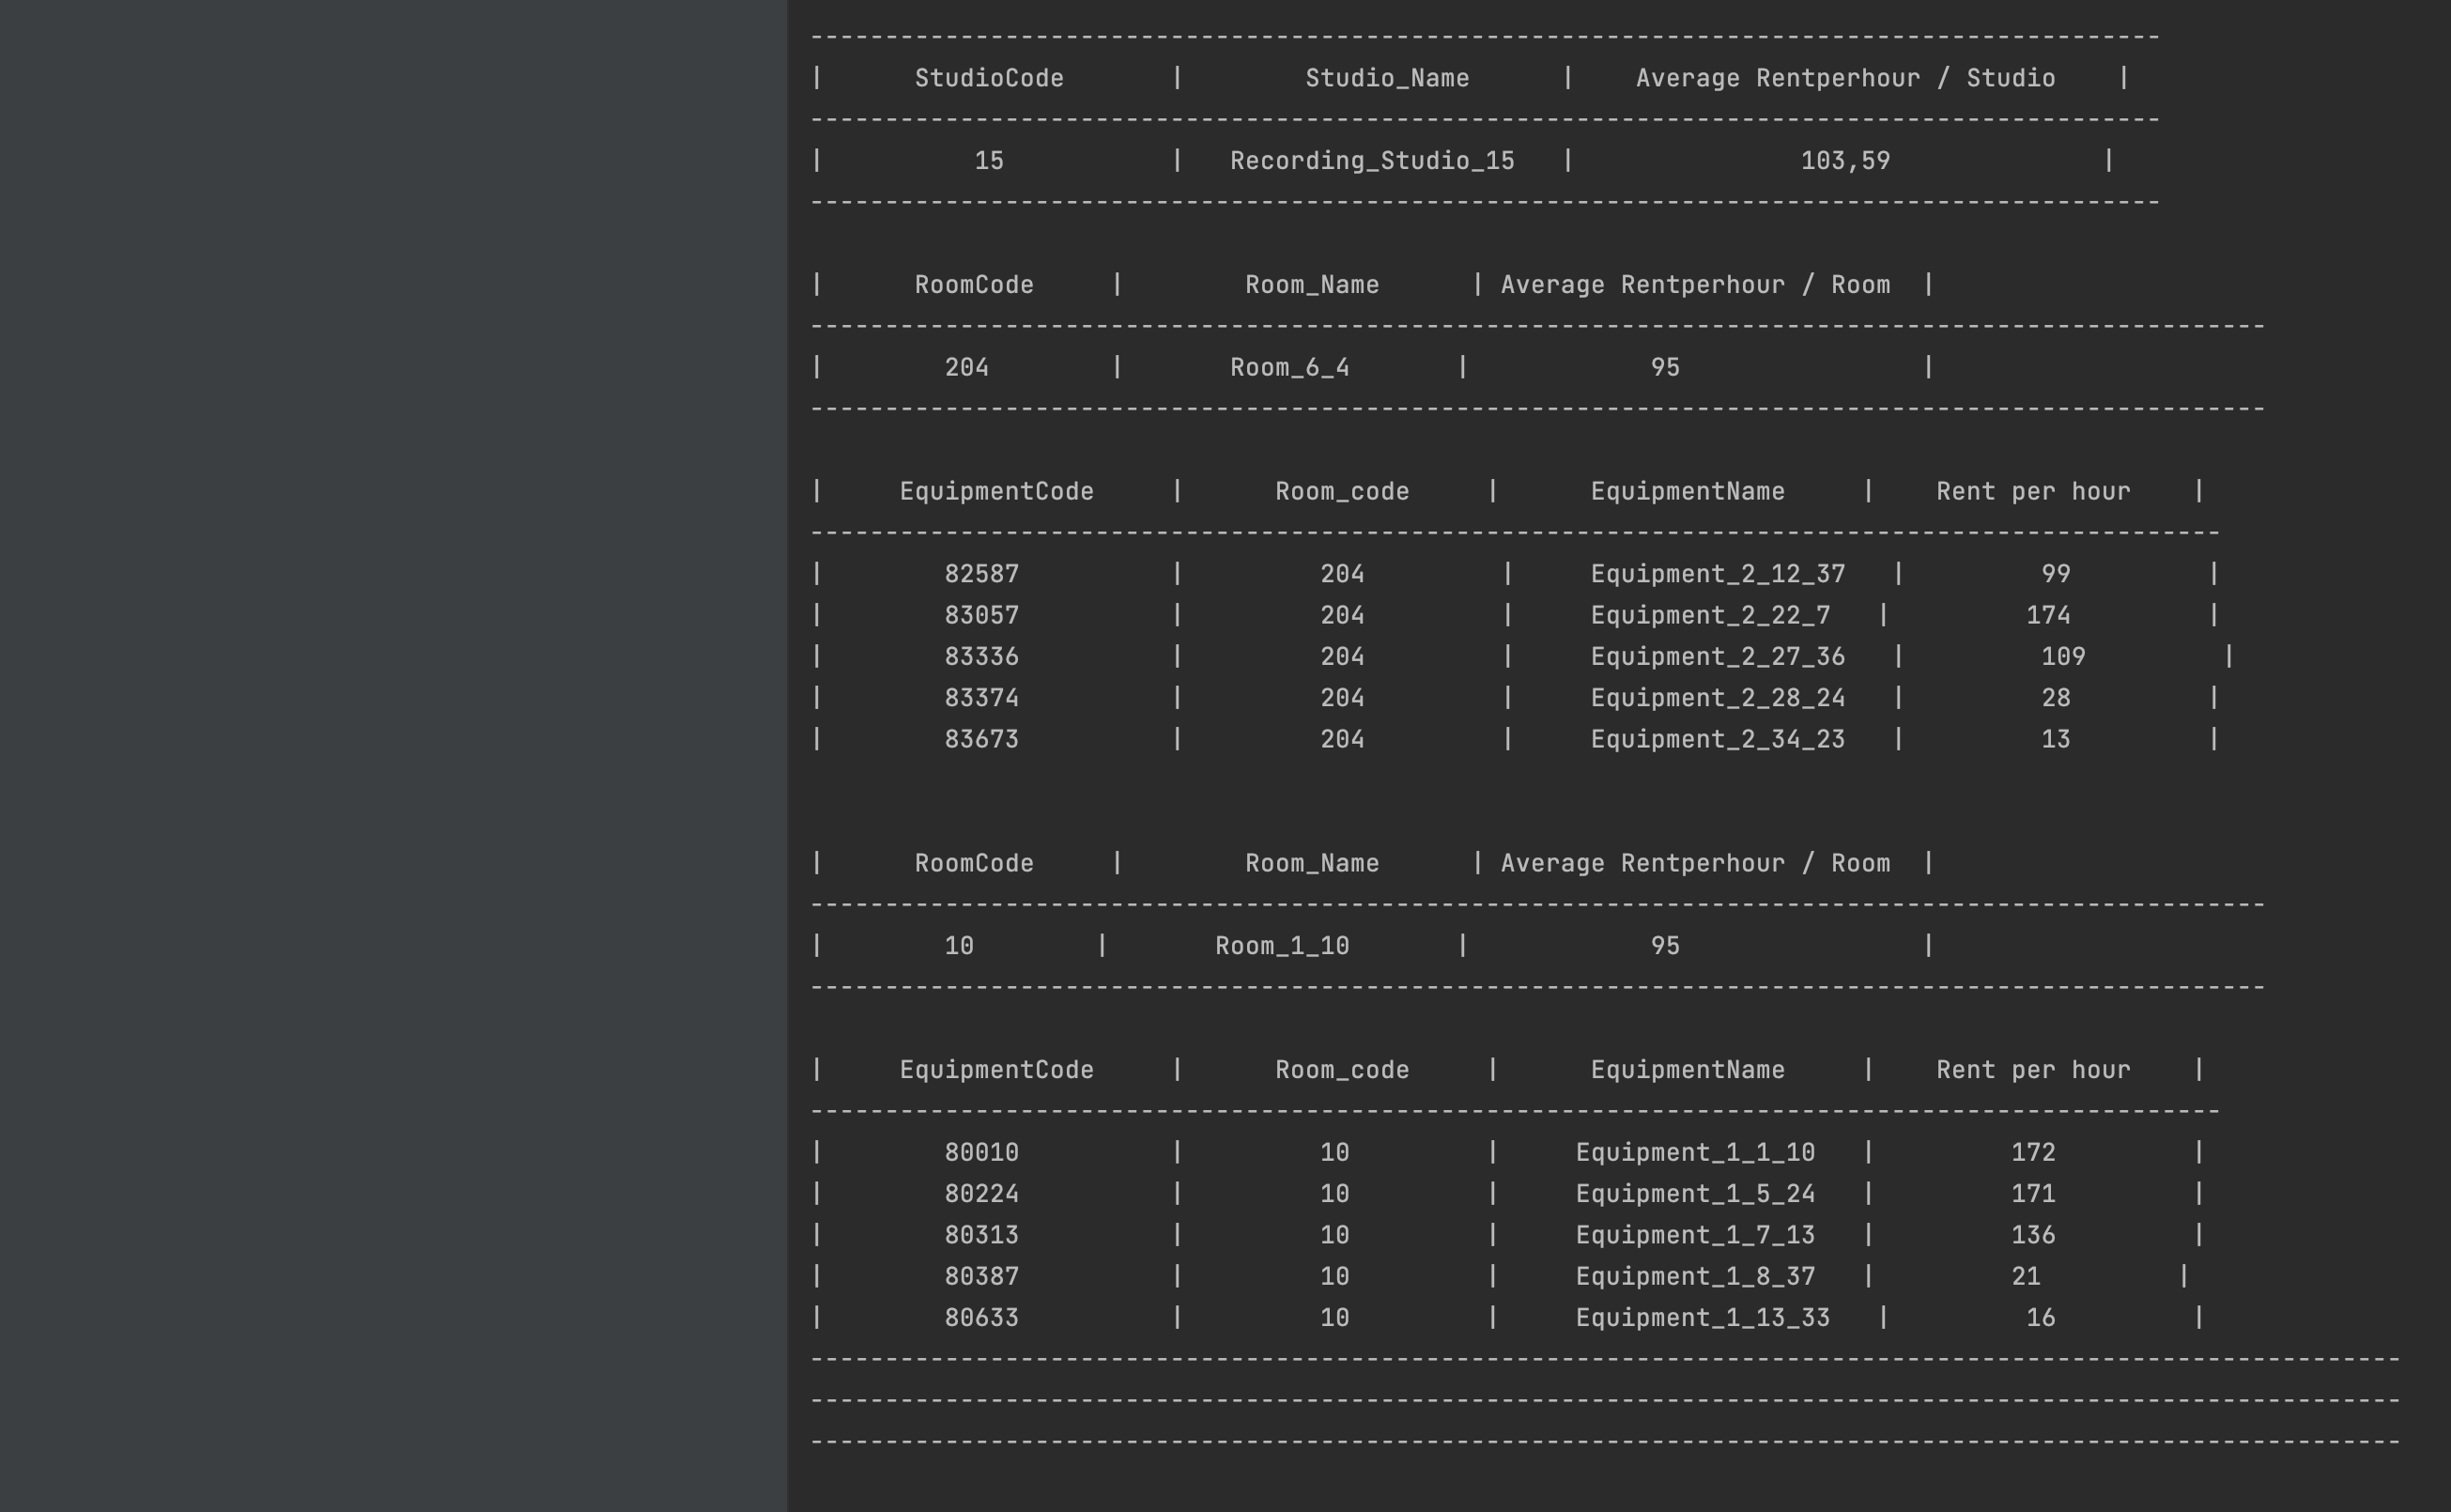 ------------------------------------------------------------------------------------------
|      StudioCode       |        Studio_Name      |    Average Rentperhour / Studio    |
------------------------------------------------------------------------------------------
|          15           |   Recording_Studio_15   |               103,59              |
------------------------------------------------------------------------------------------
|      RoomCode     |        Room_Name      | Average Rentperhour / Room  |
-------------------------------------------------------------------------------------------------
|        204        |       Room_6_4       |            95                |
-------------------------------------------------------------------------------------------------
|     EquipmentCode     |      Room_code     |      EquipmentName     |    Rent per hour    |
----------------------------------------------------------------------------------------------
|        82587          |         204         |     Equipment_2_12_37   |         99         |
|        83057          |         204         |     Equipment_2_22_7   |         174         |
|        83336          |         204         |     Equipment_2_27_36   |         109         |
|        83374          |         204         |     Equipment_2_28_24   |         28         |
|        83673          |         204         |     Equipment_2_34_23   |         13         |
|      RoomCode     |        Room_Name      | Average Rentperhour / Room  |
-------------------------------------------------------------------------------------------------
|        10        |       Room_1_10       |            95                |
-------------------------------------------------------------------------------------------------
|     EquipmentCode     |      Room_code     |      EquipmentName     |    Rent per hour    |
----------------------------------------------------------------------------------------------
|        80010          |         10         |     Equipment_1_1_10   |         172         |
|        80224          |         10         |     Equipment_1_5_24   |         171         |
|        80313          |         10         |     Equipment_1_7_13   |         136         |
|        80387          |         10         |     Equipment_1_8_37   |         21         |
|        80633          |         10         |     Equipment_1_13_33   |         16         |
----------------------------------------------------------------------------------------------------------
----------------------------------------------------------------------------------------------------------
----------------------------------------------------------------------------------------------------------